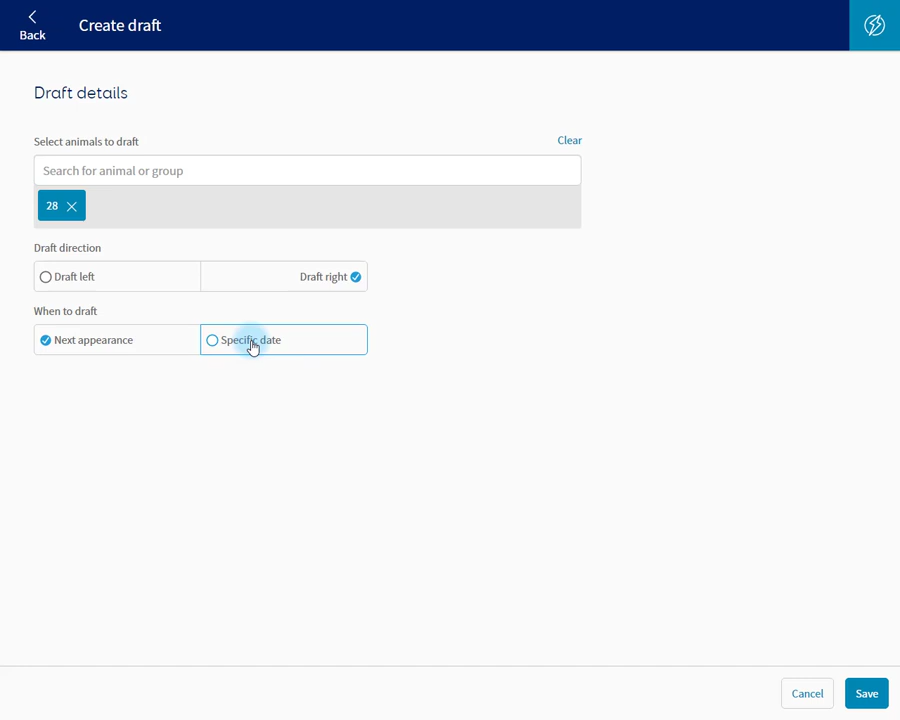 Back
Create draft
Draft details
Select animals to draft
Clear
Search for animal or group
28
Draft direction
Draft left
Draft right
When to draft
Next appearance
Specific date
Cancel
Save